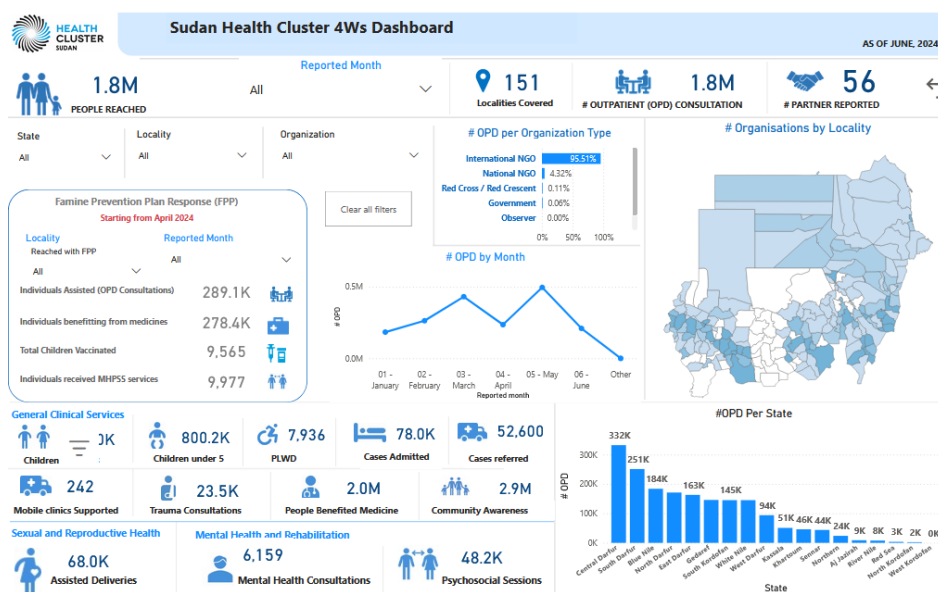 HEALTH
CLUSTER
SUDAN
Sudan Health Cluster 4Ws Dashboard
AS OF JUNE, 2024
1.8M
PEOPLE REACHED
Reported Month
All
151
Localities Covered
1.8M
# OUTPATIENT (OPD) CONSULTATION
56
# PARTNER REPORTED
State
All
Locality
All
Organization
All
# OPD per Organization Type
International NGO 95.51%
National NGO 4.32%
Red Cross / Red Crescent 0.11%
Government 0.06%
Observer 0.00%
0% 50% 100%
# Organisations by Locality
Famine Prevention Plan Response (FPP)
Starting from April 2024
Locality
Reached with FPP
All
Reported Month
All
Individuals Assisted (OPD Consultations) 289.1K
Individuals benefitting from medicines 278.4K
Total Children Vaccinated 9,565
Individuals received MHPSS services 9,977
Clear all filters
# OPD by Month
# OPD
0.5M
0.0M
01 - January
02 - February
03 - March
04 - April
05 - May
06 - June
Other
Reported month
General Clinical Services
0K
Children
800.2K
Children under 5
7,936
PLWD
78.0K
Cases Admitted
52,600
Cases referred
242
Mobile clinics Supported
23.5K
Trauma Consultations
2.0M
People Benefited Medicine
2.9M
Community Awareness
Sexual and Reproductive Health
68.0K
Assisted Deliveries
Mental Health and Rehabilitation
6,159
Mental Health Consultations
48.2K
Psychosocial Sessions
#OPD Per State
# OPD
300K
200K
100K
0K
332K
251K
184K
163K
145K
94K
51K
46K
44K
24K
9K
8K
3K
2K
0K
Central Darfur
South Darfur
Blue Nile
North Darfur
East Darfur
Gedaref
South Kordofan
White Nile
West Darfur
Kassala
Khartoum
Sennar
Northern
Aj Jazirah
River Nile
Red Sea
North Kordofan
West Kordofan
State